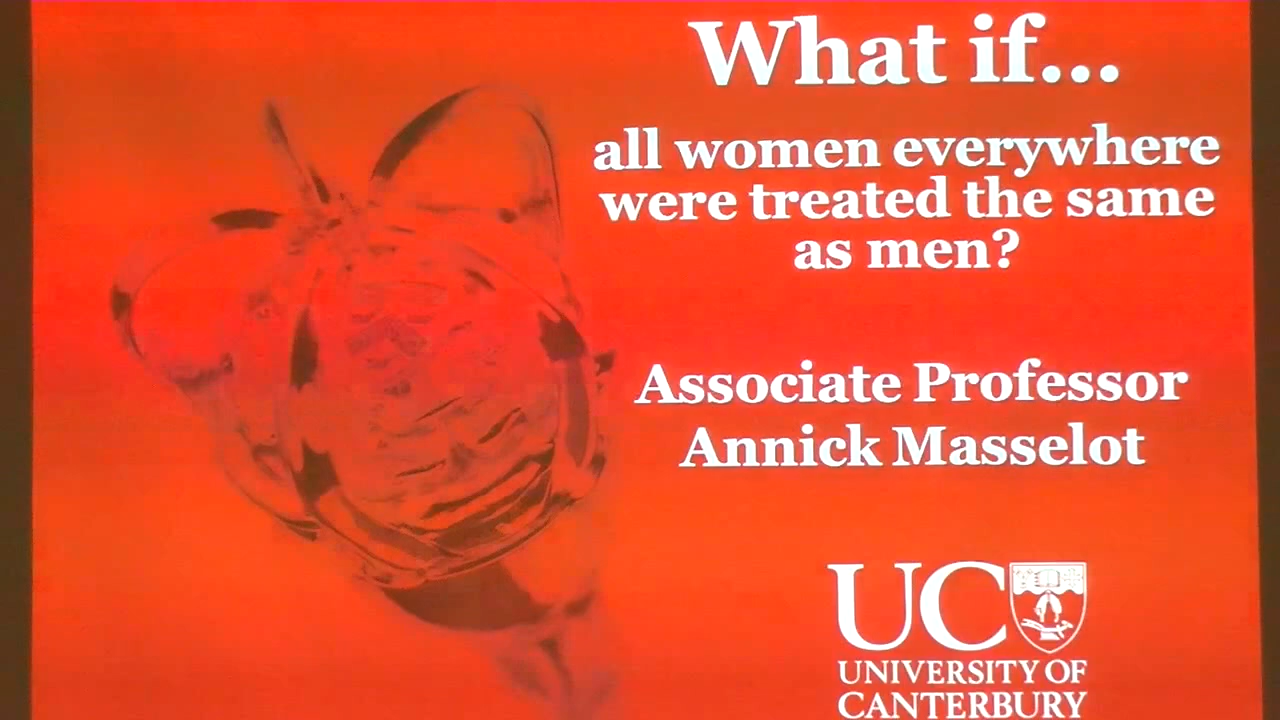 What if...
all women everywhere
were treated the same
as men?
Associate Professor
Annick Masselot
UC
UNIVERSITY OF
CANTERBURY